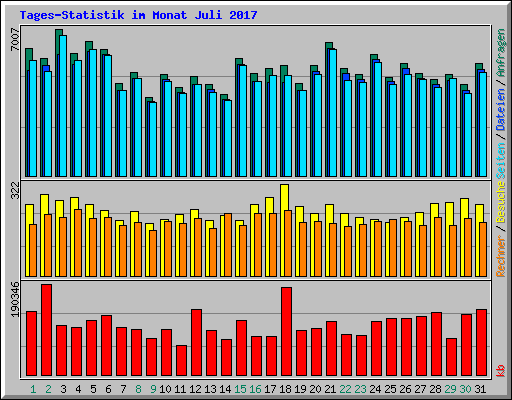 Tages-Statistik im Monat Juli 2017
7007
322
190346
Rechner / Besuche Seiten / Dateien / Anfragen
kb
1 2 3 4 5 6 7 8 9 10 11 12 13 14 15 16 17 18 19 20 21 22 23 24 25 26 27 28 29 30 31